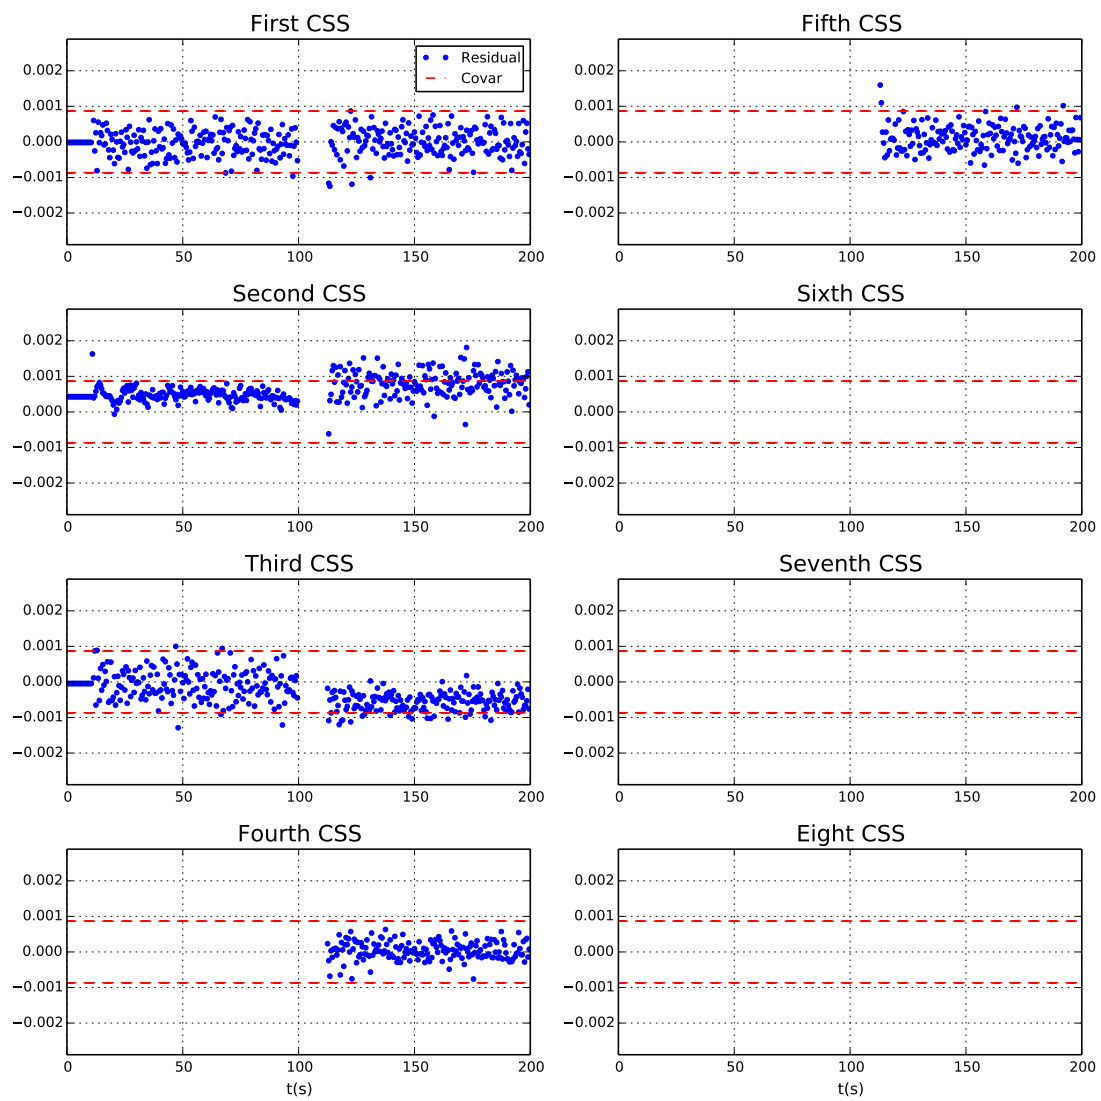 First CSS
0.002
0.001
0.000
−0.001
−0.002
0 50 100 150 200
Residual
Covar
Fifth CSS
0.002
0.001
0.000
−0.001
−0.002
0 50 100 150 200
Second CSS
0.002
0.001
0.000
−0.001
−0.002
0 50 100 150 200
Sixth CSS
0.002
0.001
0.000
−0.001
−0.002
0 50 100 150 200
Third CSS
0.002
0.001
0.000
−0.001
−0.002
0 50 100 150 200
Seventh CSS
0.002
0.001
0.000
−0.001
−0.002
0 50 100 150 200
Fourth CSS
0.002
0.001
0.000
−0.001
−0.002
0 50 100 150 200
t(s)
Eight CSS
0.002
0.001
0.000
−0.001
−0.002
0 50 100 150 200
t(s)